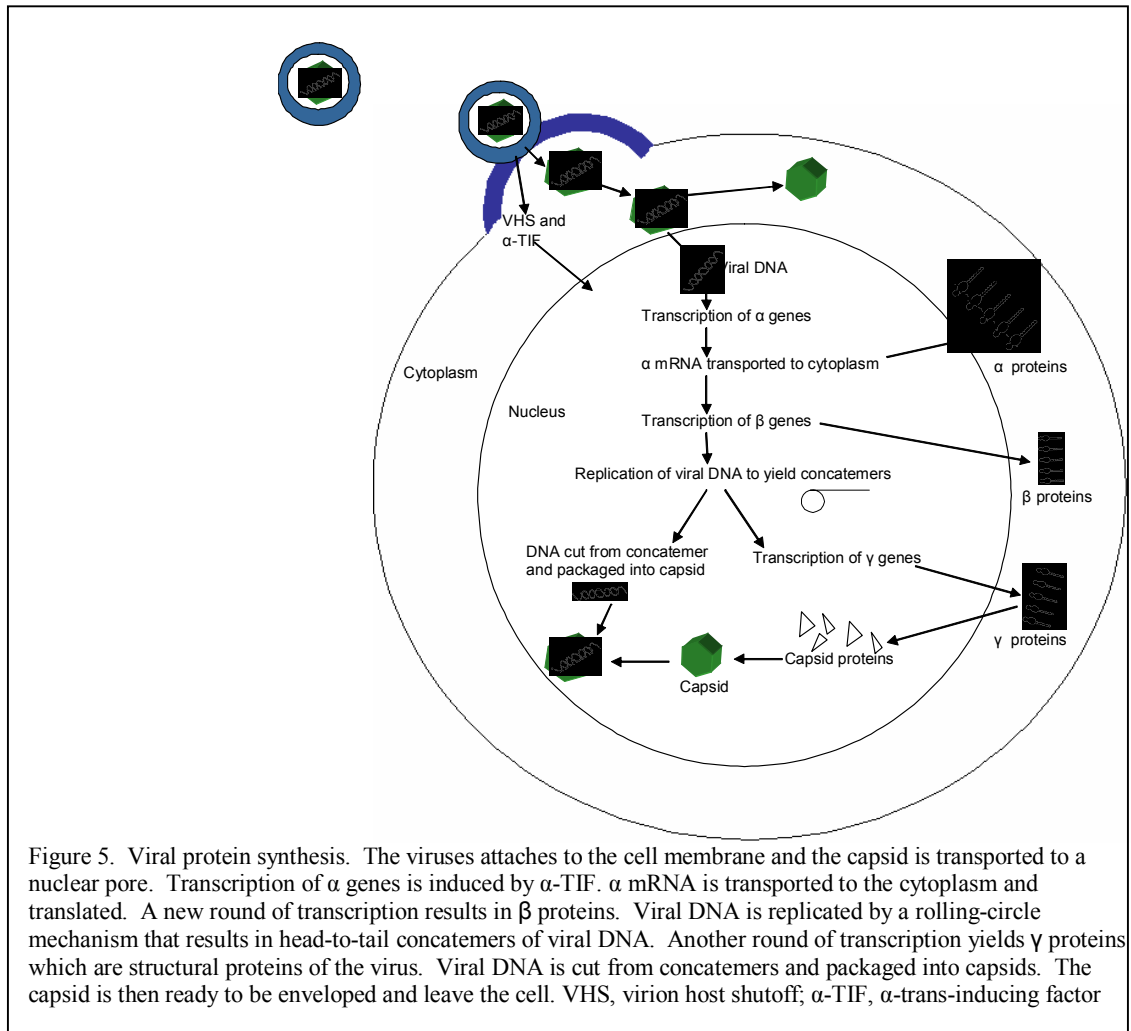 VHS and
α-TIF
Viral DNA
Transcription of α genes
α mRNA transported to cytoplasm
α proteins
Cytoplasm
Nucleus
Transcription of β genes
Replication of viral DNA to yield concatemers
β proteins
DNA cut from concatemer
and packaged into capsid
Transcription of γ genes
γ proteins
Capsid proteins
Capsid
Figure 5. Viral protein synthesis. The viruses attaches to the cell membrane and the capsid is transported to a
nuclear pore. Transcription of α genes is induced by α-TIF. α mRNA is transported to the cytoplasm and
translated. A new round of transcription results in β proteins. Viral DNA is replicated by a rolling-circle
mechanism that results in head-to-tail concatemers of viral DNA. Another round of transcription yields γ proteins
which are structural proteins of the virus. Viral DNA is cut from concatemers and packaged into capsids. The
capsid is then ready to be enveloped and leave the cell. VHS, virion host shutoff; α-TIF, α-trans-inducing factor